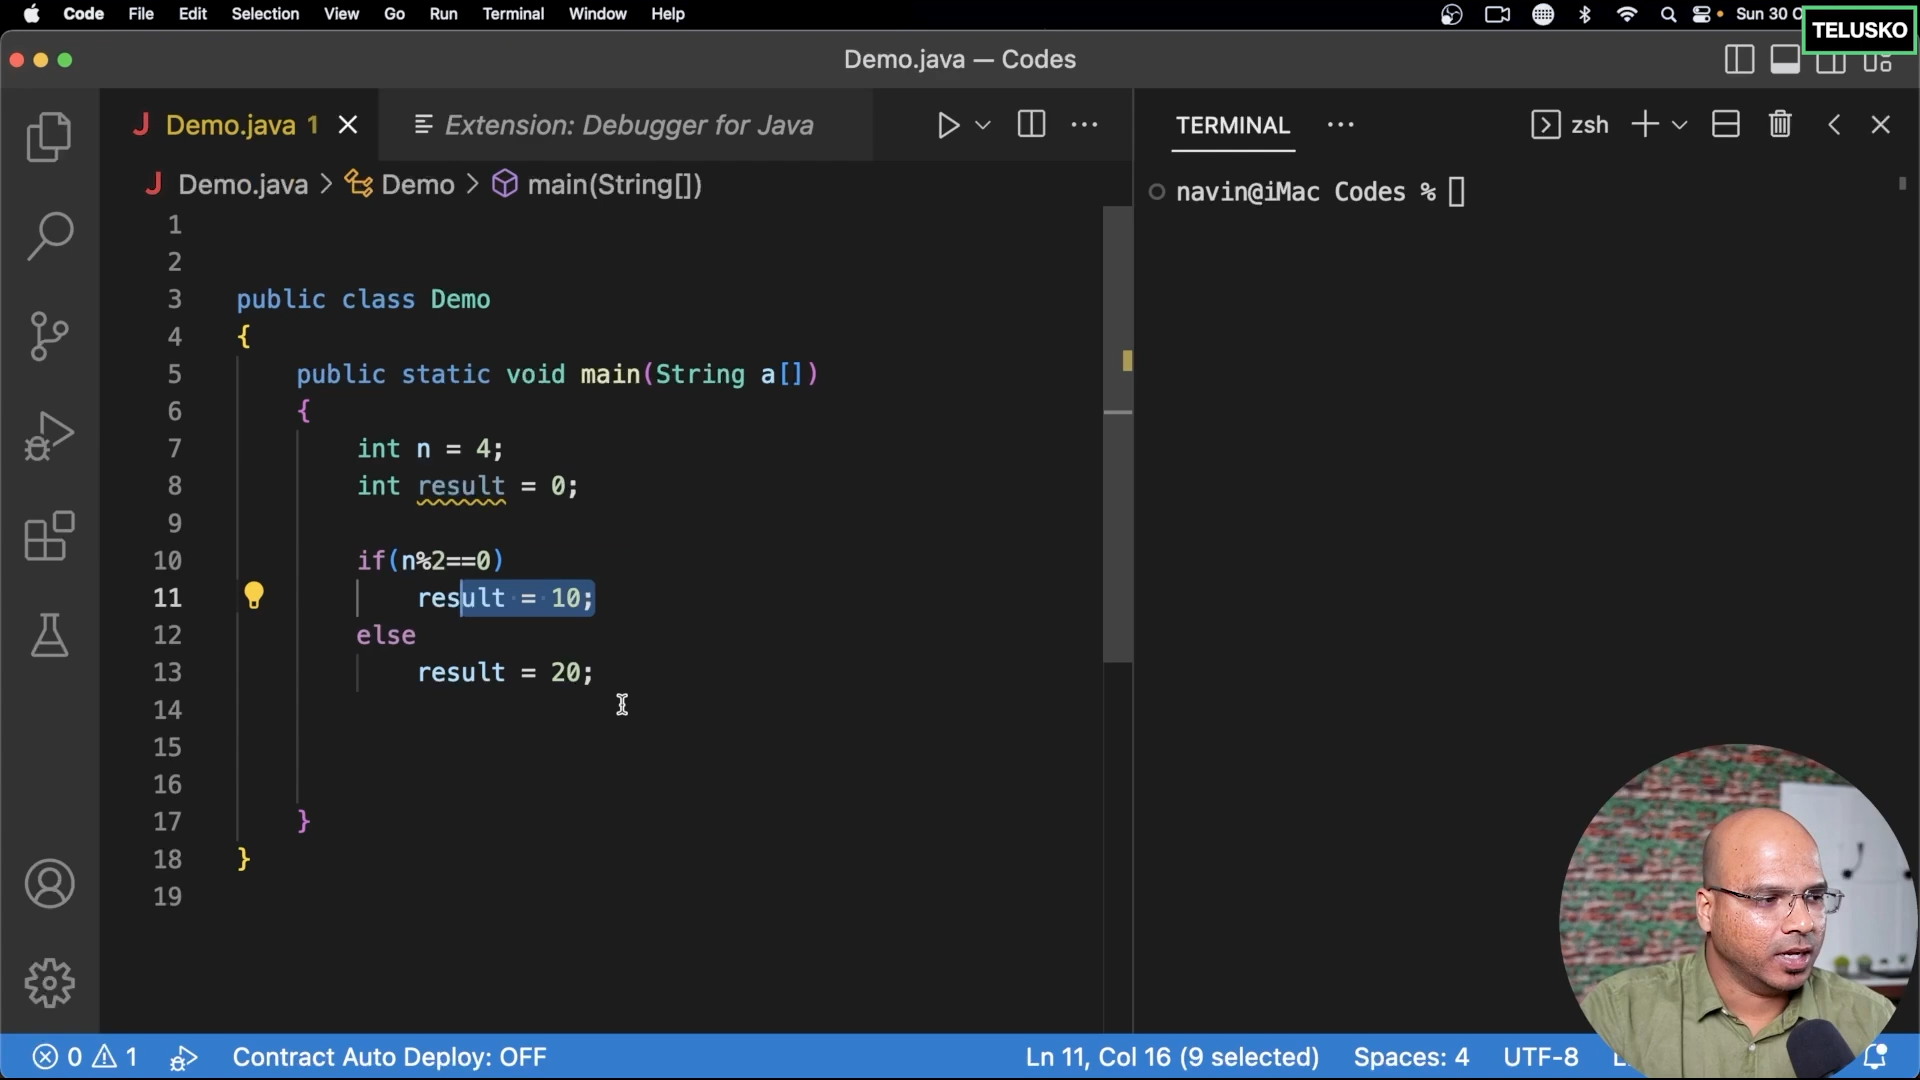 Code File Edit Selection View Go Run Terminal Window Help Sun 30 O
TELUSKO
Demo.java — Codes
Demo.java 1
Extension: Debugger for Java
TERMINAL
zsh
Demo.java > Demo > main(String[])
navin@iMac Codes %
1
2
3 public class Demo
4 {
5 public static void main(String a[])
6 {
7 int n = 4;
8 int result = 0;
9
10 if(n%2==0)
11 result = 10;
12 else
13 result = 20;
14
15
16
17 }
18 }
19
0 1 Contract Auto Deploy: OFF Ln 11, Col 16 (9 selected) Spaces: 4 UTF-8